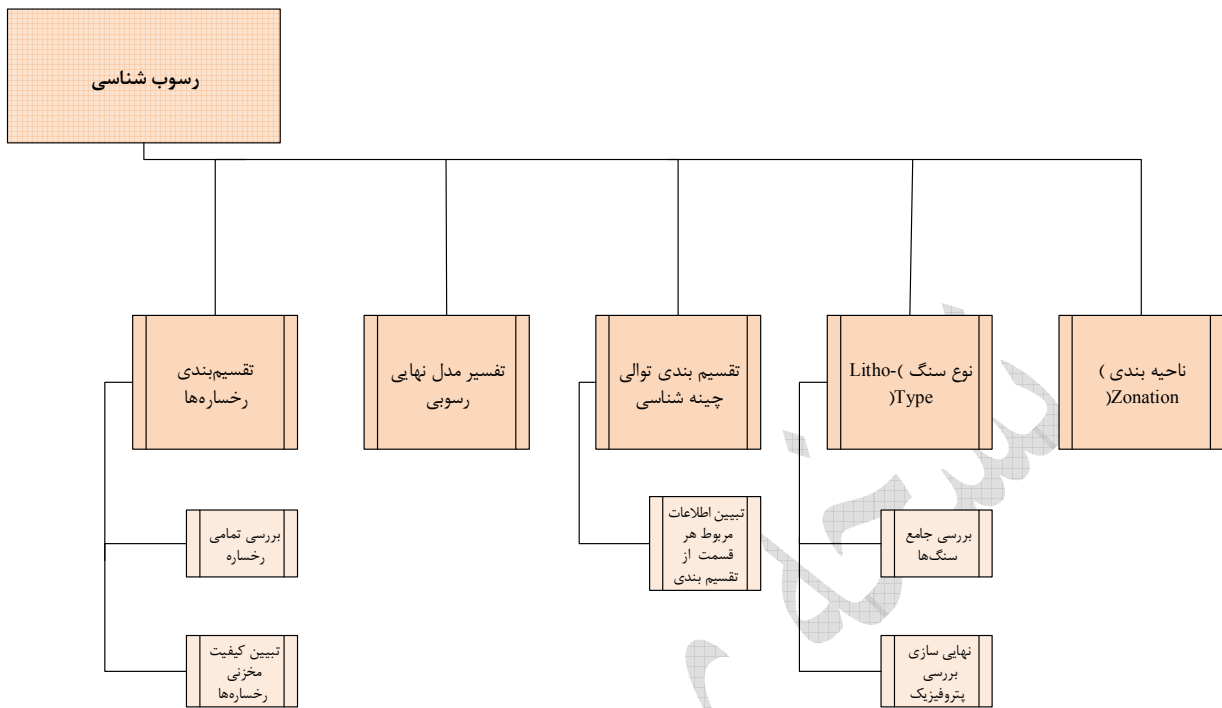 رسوب شناسی
ناحیه بندی (
Zonation)
نوع سنگ (Litho-
Type)
تقسیم بندی توالی
چینه شناسی
تفسیر مدل نهایی
رسوبی
تقسیم‌بندی
رخساره‌ها
بررسی جامع
سنگ‌ها
تبیین اطلاعات
مربوط هر
قسمت از
تقسیم بندی
بررسی تمامی
رخساره
نهایی سازی
بررسی
پتروفیزیک
تبیین کیفیت
مخزنی
رخساره‌ها